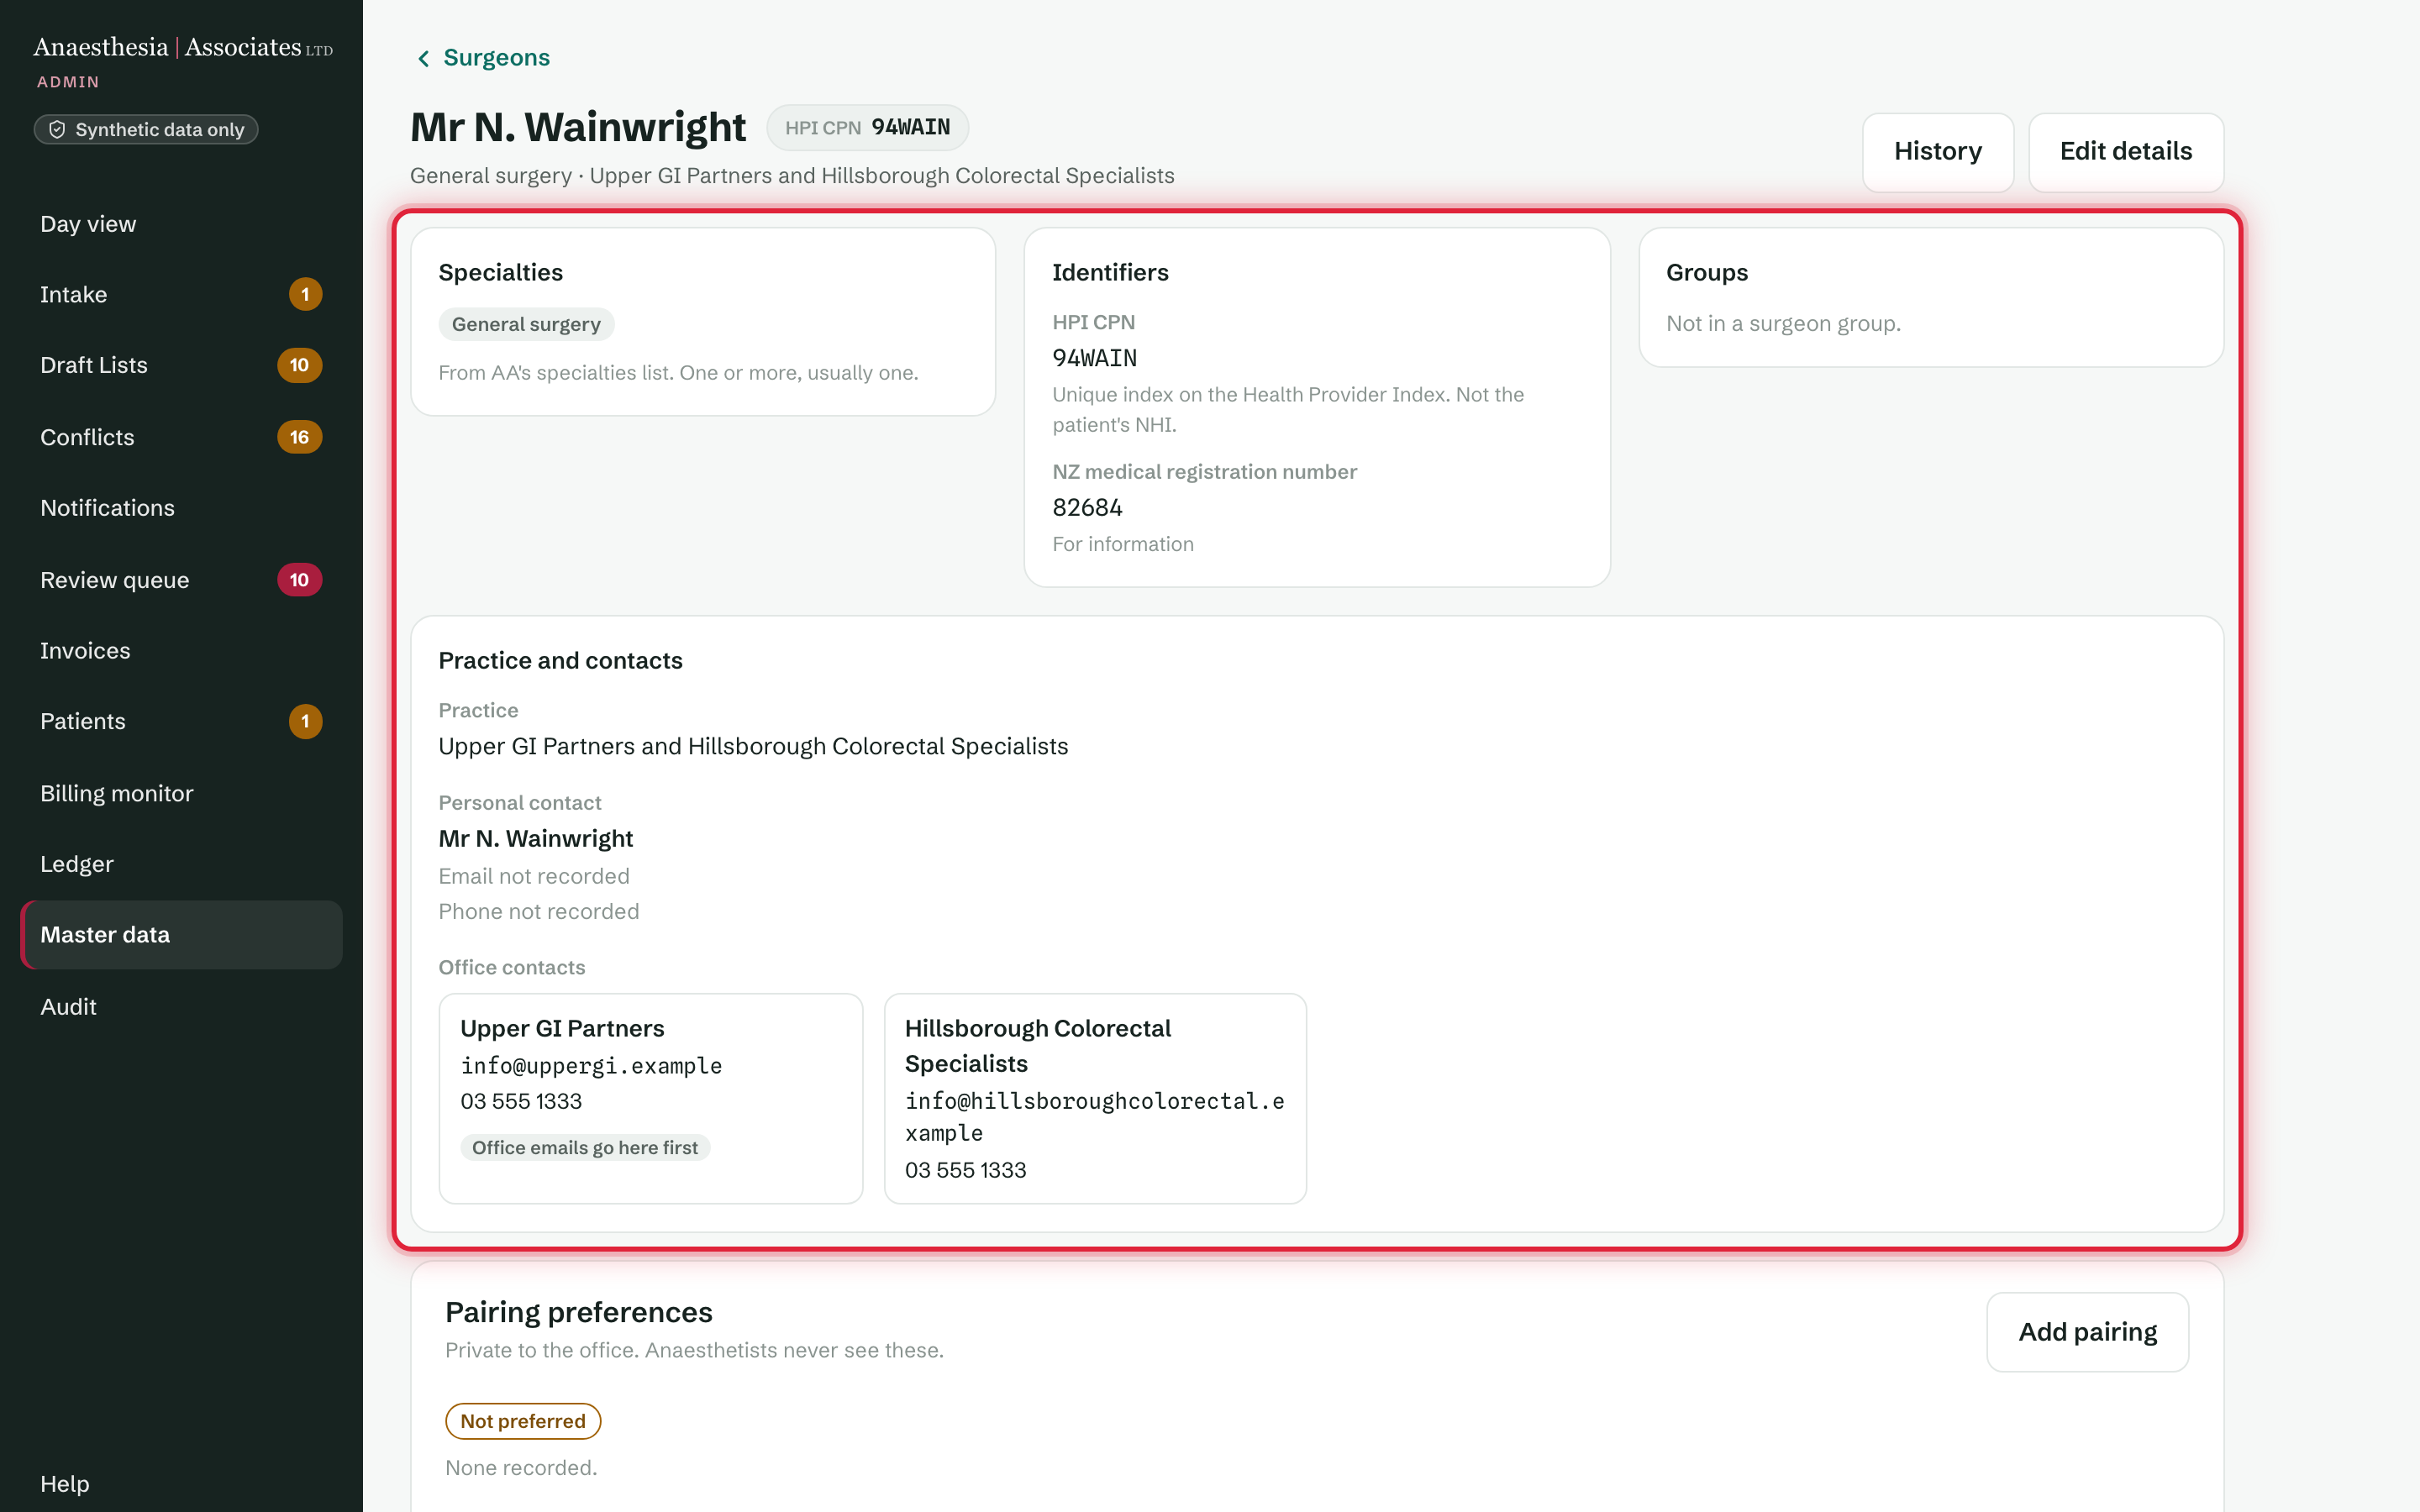 Anaesthesia | Associates LTD
ADMIN
Synthetic data only
Day view
Intake 1
Draft Lists 10
Conflicts 16
Notifications
Review queue 10
Invoices
Patients 1
Billing monitor
Ledger
Master data
Audit
Help
Surgeons
Mr N. Wainwright HPI CPN 94WAIN
General surgery · Upper GI Partners and Hillsborough Colorectal Specialists
History
Edit details
Specialties
General surgery
From AA's specialties list. One or more, usually one.
Identifiers
HPI CPN
94WAIN
Unique index on the Health Provider Index. Not the
patient's NHI.
NZ medical registration number
82684
For information
Groups
Not in a surgeon group.
Practice and contacts
Practice
Upper GI Partners and Hillsborough Colorectal Specialists
Personal contact
Mr N. Wainwright
Email not recorded
Phone not recorded
Office contacts
Upper GI Partners
info@uppergi.example
03 555 1333
Office emails go here first
Hillsborough Colorectal
Specialists
info@hillsboroughcolorectal.e
xample
03 555 1333
Pairing preferences
Private to the office. Anaesthetists never see these.
Add pairing
Not preferred
None recorded.